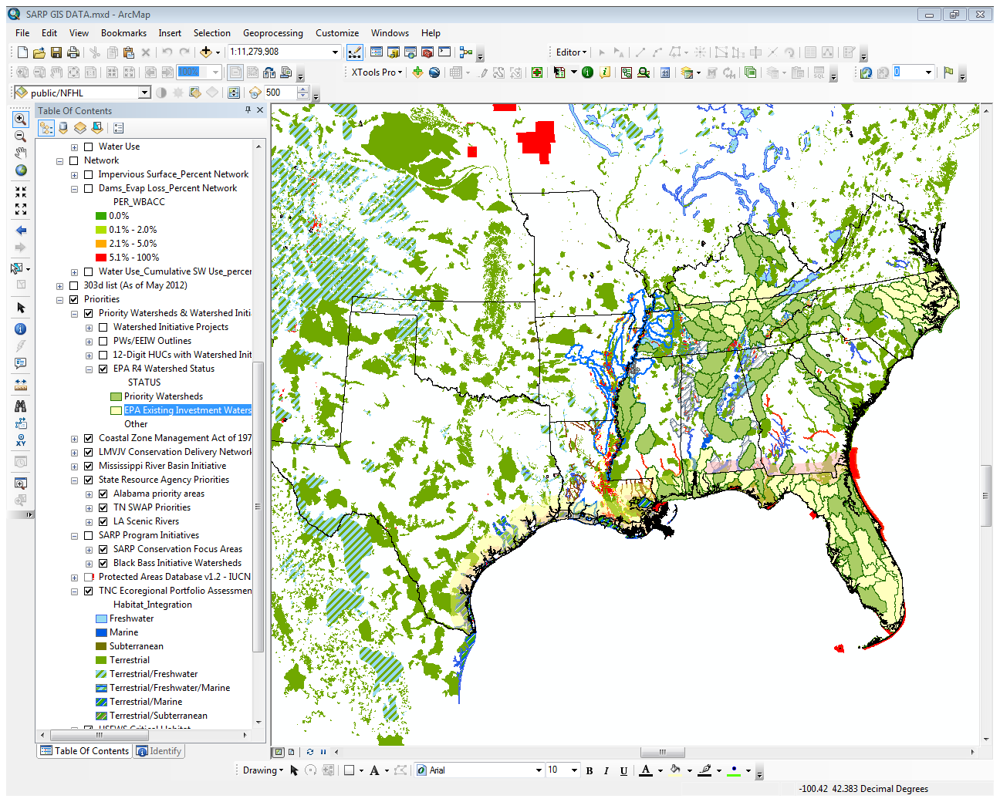 SARP GIS DATA.mxd - ArcMap
File Edit View Bookmarks Insert Selection Geoprocessing Customize Windows Help
1:11,279,908 Editor
100% XTools Pro 0
public/NFHL 500
Table Of Contents
Water Use
Network
Impervious Surface_Percent Network
Dams_Evap Loss_Percent Network
PER_WBACC
0.0%
0.1% - 2.0%
2.1% - 5.0%
5.1% - 100%
Water Use_Cumulative SW Use_percer
303d list (As of May 2012)
Priorities
Priority Watersheds & Watershed Initi
Watershed Initiative Projects
PWs/EEIW Outlines
12-Digit HUCs with Watershed Init
EPA R4 Watershed Status
STATUS
Priority Watersheds
EPA Existing Investment Waters
Other
Coastal Zone Management Act of 197
LMVJV Conservation Delivery Network
Mississippi River Basin Initiative
State Resource Agency Priorities
Alabama priority areas
TN SWAP Priorities
LA Scenic Rivers
SARP Program Initiatives
SARP Conservation Focus Areas
Black Bass Initiative Watersheds
Protected Areas Database v1.2 - IUCN
TNC Ecoregional Portfolio Assessmen
Habitat_Integration
Freshwater
Marine
Subterranean
Terrestrial
Terrestrial/Freshwater
Terrestrial/Freshwater/Marine
Terrestrial/Marine
Terrestrial/Subterranean
USFWS Critical Habitat
Table Of Contents Identify
Drawing Arial 10 B I U A
-100.42 42.383 Decimal Degrees